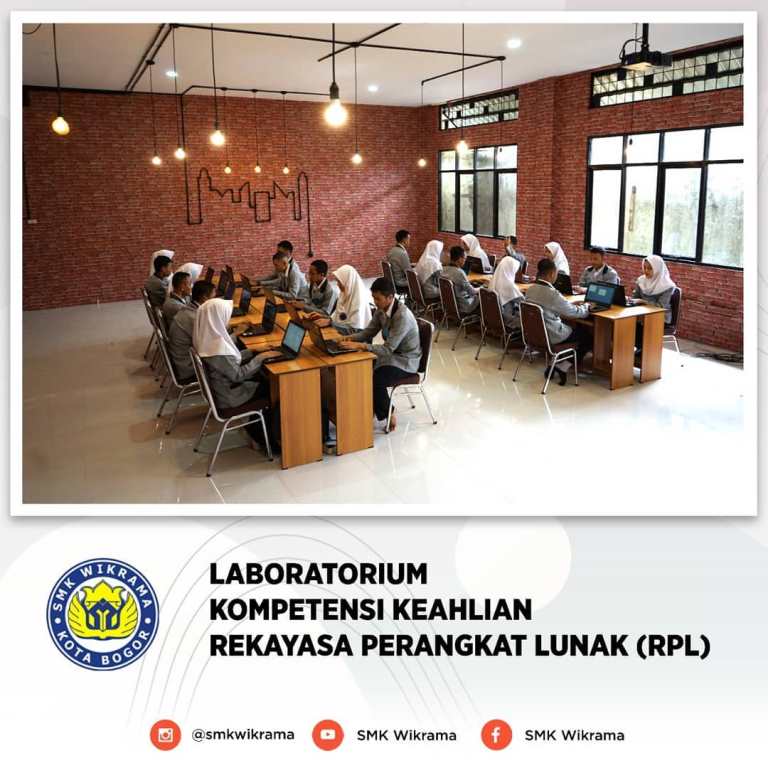 SMK WIKRAMA
KOTA BOGOR
LABORATORIUM
KOMPETENSI KEAHLIAN
REKAYASA PERANGKAT LUNAK (RPL)
@smkwikrama
SMK Wikrama
SMK Wikrama